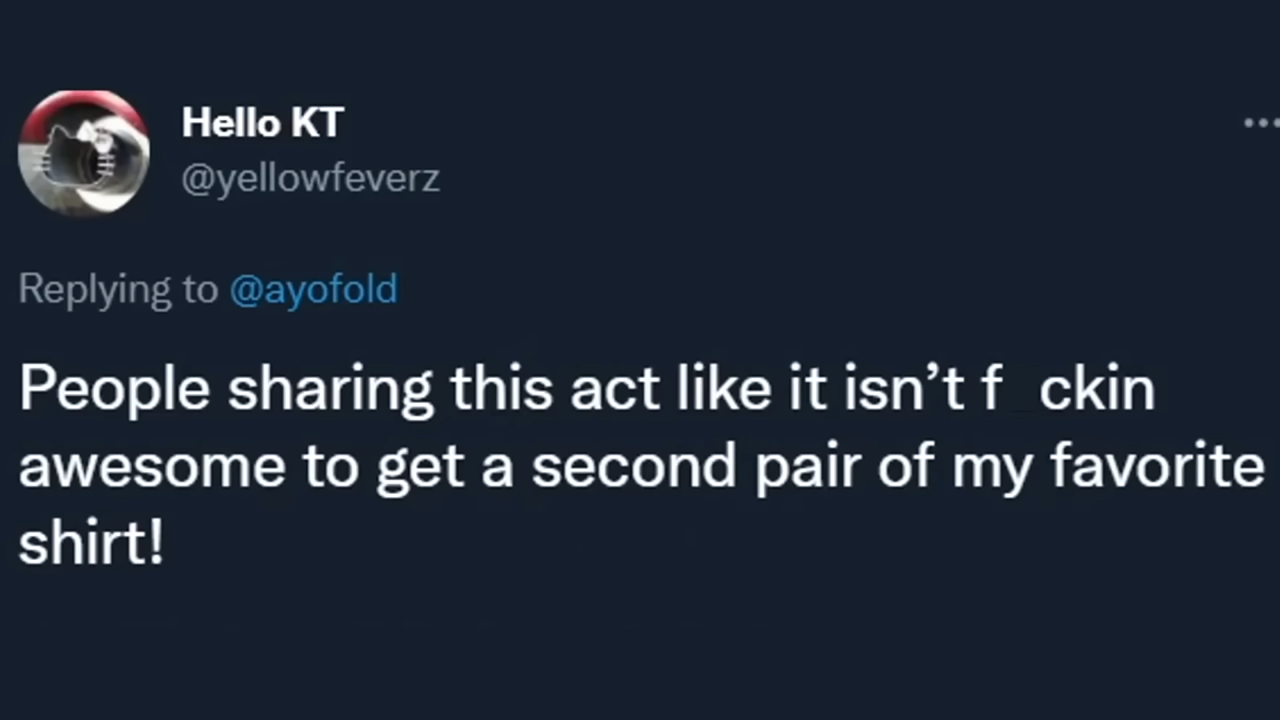 Hello KT
@yellowfeverz
Replying to @ayofold
People sharing this act like it isn’t f ckin
awesome to get a second pair of my favorite
shirt!